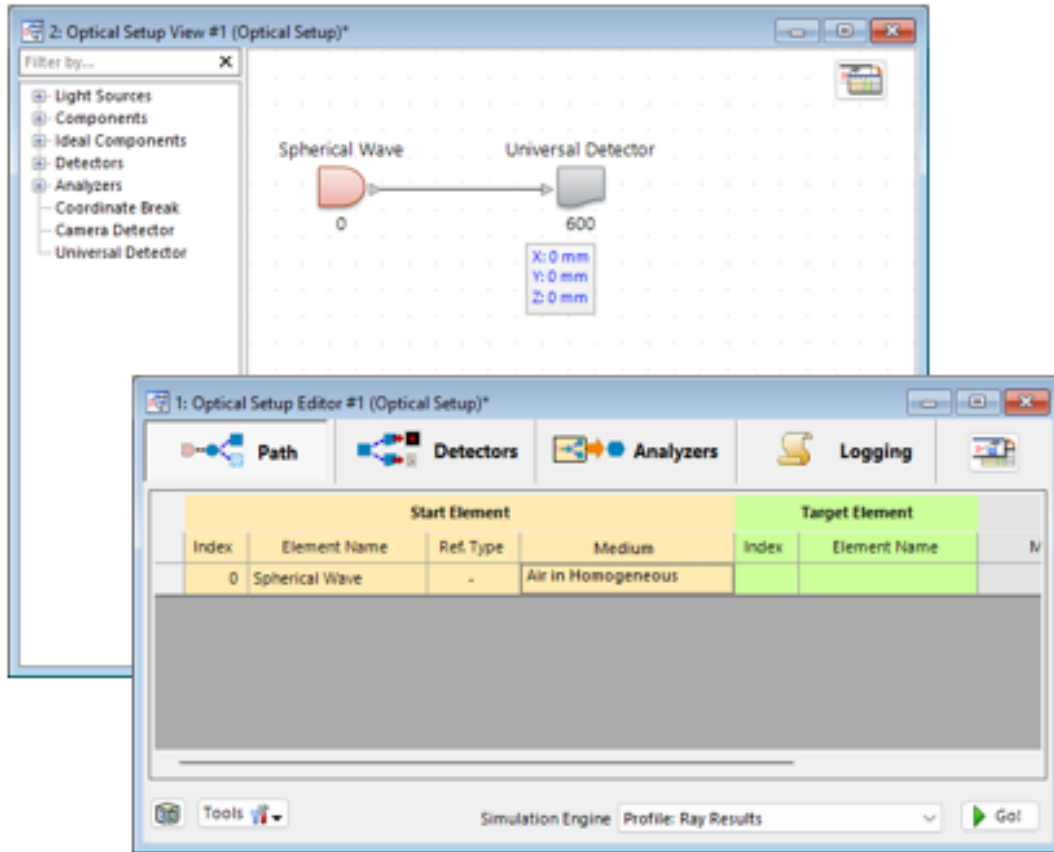 2: Optical Setup View #1 (Optical Setup)*
Filter by...
Light Sources
Components
Ideal Components
Detectors
Analyzers
Coordinate Break
Camera Detector
Universal Detector
Spherical Wave
Universal Detector
0
600
X: 0 mm
Y: 0 mm
Z: 0 mm
1: Optical Setup Editor #1 (Optical Setup)*
Path
Detectors
Analyzers
Logging
Start Element
Target Element
Index
Element Name
Ref. Type
Medium
Index
Element Name
M
0
Spherical Wave
-
Air in Homogeneous
Tools
Simulation Engine
Profile: Ray Results
Go!